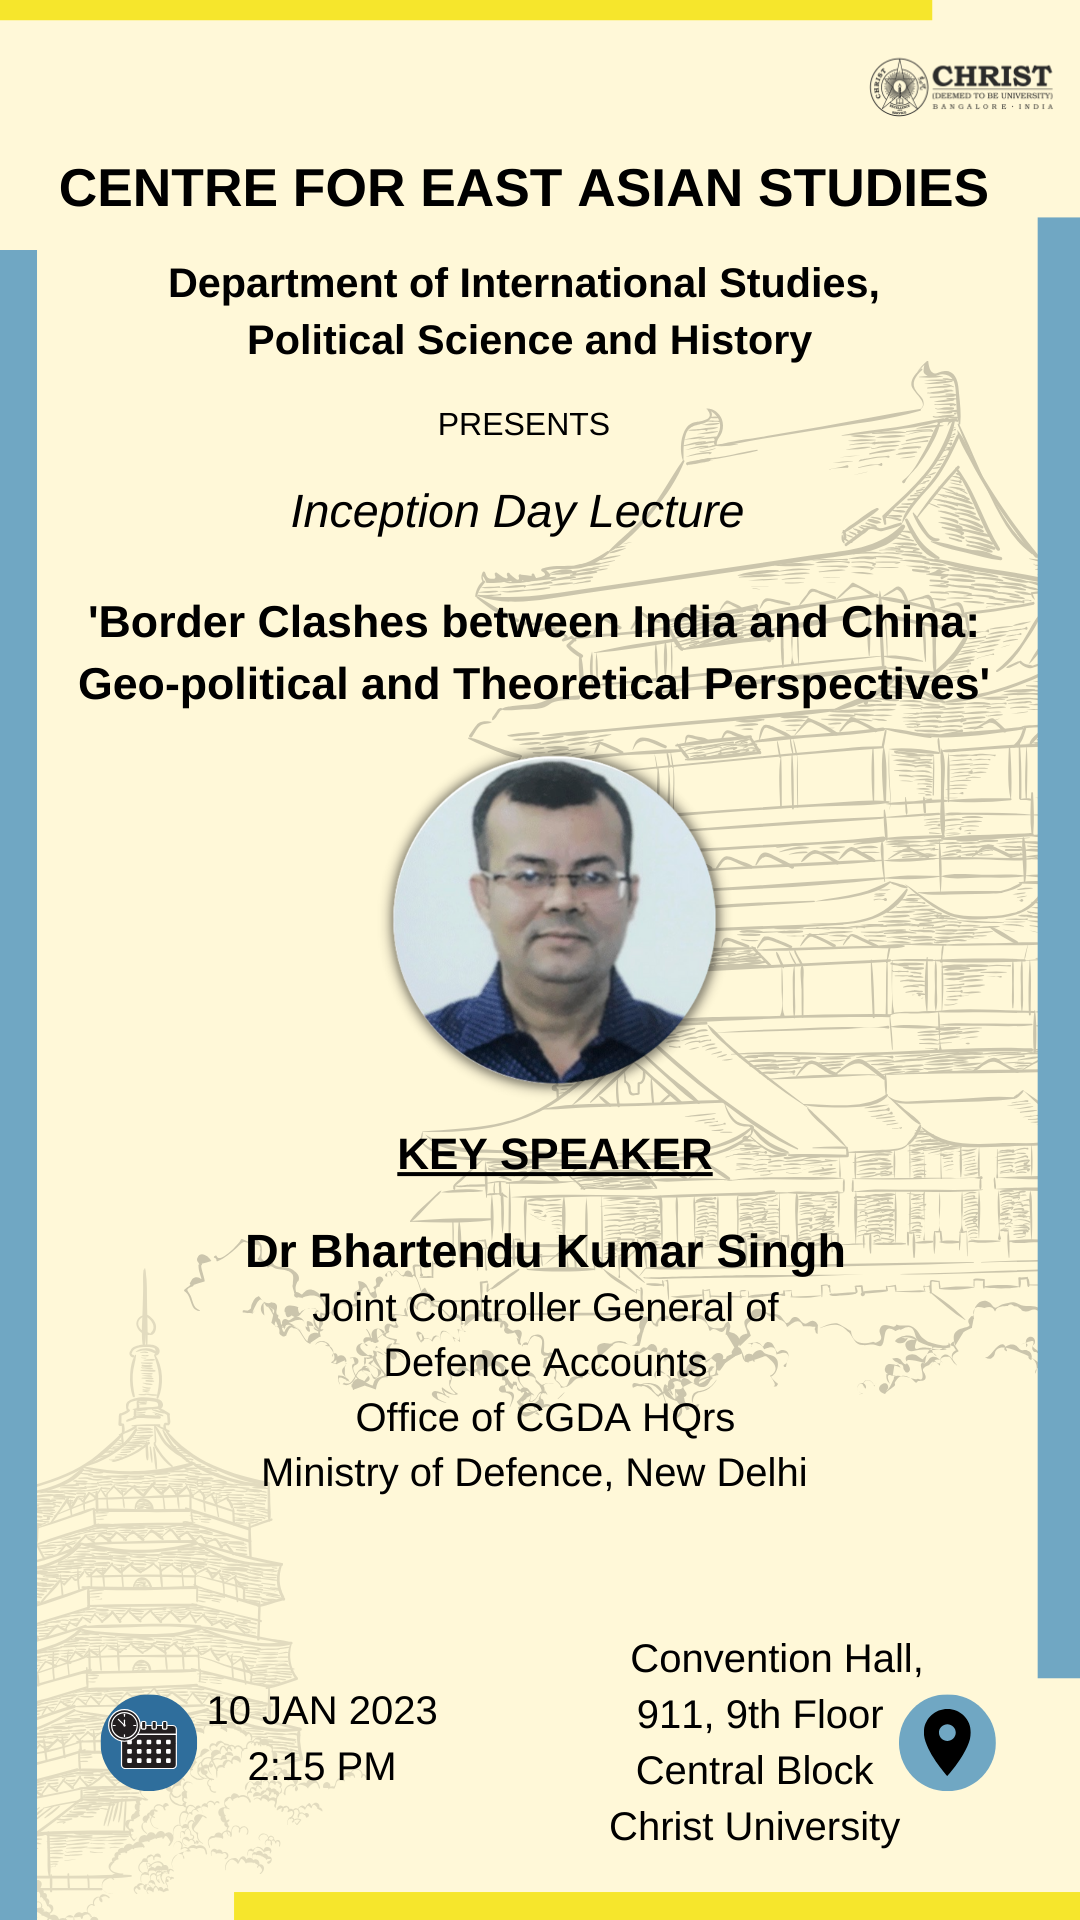 CHRIST
(DEEMED TO BE UNIVERSITY)
BANGALORE · INDIA
CENTRE FOR EAST ASIAN STUDIES
Department of International Studies,
Political Science and History
PRESENTS
Inception Day Lecture
'Border Clashes between India and China:
Geo-political and Theoretical Perspectives'
KEY SPEAKER
Dr Bhartendu Kumar Singh
Joint Controller General of
Defence Accounts
Office of CGDA HQrs
Ministry of Defence, New Delhi
10 JAN 2023
2:15 PM
Convention Hall,
911, 9th Floor
Central Block
Christ University